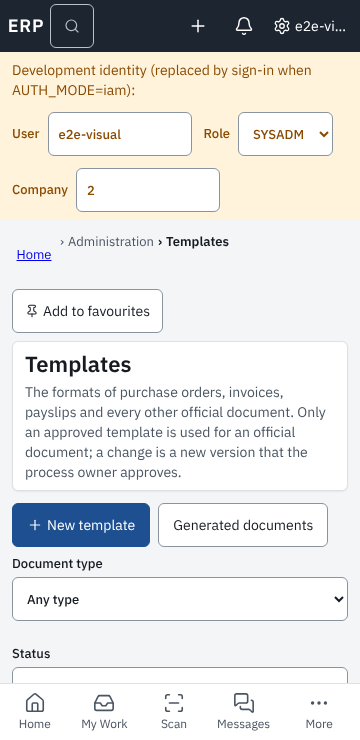 ERP
e2e-vi...
Development identity (replaced by sign-in when
AUTH_MODE=iam):
User
e2e-visual
Role
SYSADM
Company
2
Home › Administration › Templates
Add to favourites
Templates
The formats of purchase orders, invoices,
payslips and every other official document. Only
an approved template is used for an official
document; a change is a new version that the
process owner approves.
+ New template
Generated documents
Document type
Any type
Status
Home
My Work
Scan
Messages
More